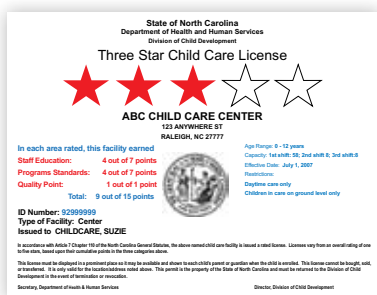 State of North Carolina
Department of Health and Human Services
Division of Child Development
Three Star Child Care License
ABC CHILD CARE CENTER
123 ANYWHERE ST
RALEIGH, NC 27777
In each area rated, this facility earned
Staff Education: 4 out of 7 points
Programs Standards: 4 out of 7 points
Quality Point: 1 out of 1 point
Total: 9 out of 15 points
Age Range: 0 - 12 years
Capacity: 1st shift: 58; 2nd shift 8; 3rd shift:8
Effective Date: July 1, 2007
Restrictions:
Daytime care only
Children in care on ground level only
ID Number: 92999999
Type of Facility: Center
Issued to CHILDCARE, SUZIE
In accordance with Article 7 Chapter 110 of the North Carolina General Statutes, the above named child care facility is issued a rated license. Licenses vary from an overall rating of one
to five stars, based upon their cumulative points in the three categories above.
This license must be displayed in a prominent place so it may be available and shown to each child's parent or guardian when the child is enrolled. This license cannot be bought, sold,
or transferred. It is only valid for the location/address noted above. This permit is the property of the State of North Carolina and must be returned to the Division of Child
Development in the event of termination or revocation.
Secretary, Department of Health & Human Services Director, Division of Child Development